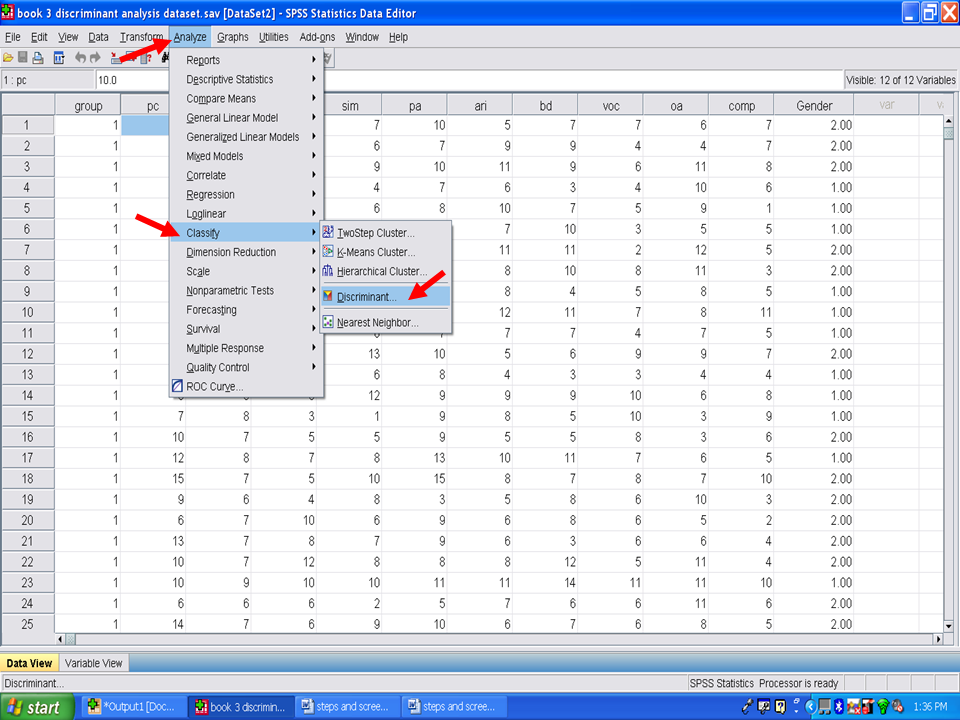 book 3 discriminant analysis dataset.sav [DataSet2] - SPSS Statistics Data Editor
File Edit View Data Transform Analyze Graphs Utilities Add-ons Window Help
1 : pc 10.0 Visible: 12 of 12 Variables
group pc sim pa ari bd voc oa comp Gender var
1 1 7 10 5 7 7 6 7 2.00
2 1 6 7 9 9 4 4 7 2.00
3 1 9 10 11 9 6 11 8 2.00
4 1 4 7 6 3 4 10 6 1.00
5 1 6 8 10 7 5 9 1 1.00
6 1 7 10 3 5 5 1.00
7 1 11 11 2 12 5 2.00
8 1 8 10 8 11 3 2.00
9 1 8 4 5 8 5 1.00
10 1 12 11 7 8 11 1.00
11 1 7 7 4 7 5 1.00
12 1 13 10 5 6 9 9 7 2.00
13 1 6 8 4 3 3 4 4 1.00
14 1 12 9 9 9 10 6 8 1.00
15 1 7 8 3 1 9 8 5 10 3 9 1.00
16 1 10 7 5 5 9 5 5 8 3 6 2.00
17 1 12 8 7 8 13 10 11 7 6 5 1.00
18 1 15 7 5 10 15 8 7 8 7 10 2.00
19 1 9 6 4 8 3 5 8 6 10 3 2.00
20 1 6 7 10 6 9 6 8 6 5 2 2.00
21 1 13 7 8 7 9 6 3 6 6 4 2.00
22 1 10 7 12 8 8 8 12 5 11 4 2.00
23 1 10 9 10 10 11 11 14 11 11 10 1.00
24 1 6 6 6 2 5 7 6 6 11 6 2.00
25 1 14 7 6 9 10 6 7 6 8 5 2.00
Reports
Descriptive Statistics
Compare Means
General Linear Model
Generalized Linear Models
Mixed Models
Correlate
Regression
Loglinear
Classify
Dimension Reduction
Scale
Nonparametric Tests
Forecasting
Survival
Multiple Response
Quality Control
ROC Curve...
TwoStep Cluster...
K-Means Cluster...
Hierarchical Cluster...
Discriminant...
Nearest Neighbor...
Data View Variable View
Discriminant... SPSS Statistics Processor is ready
start *Output1 [Doc... book 3 discrimin... steps and scree... steps and scree... 1:36 PM